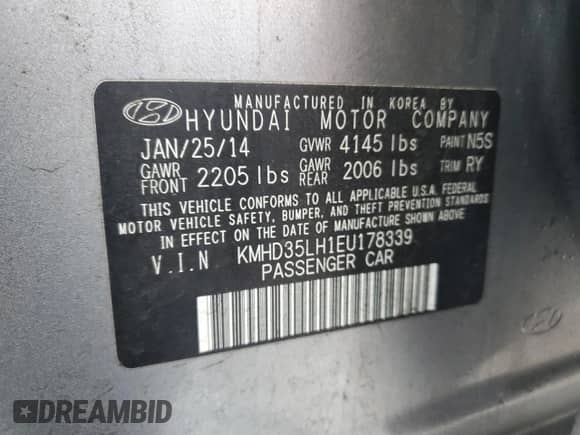 MANUFACTURED IN KOREA BY
HYUNDAI MOTOR COMPANY
JAN/25/14 GVWR 4145 lbs PAINT N5S
GAWR FRONT 2205 lbs GAWR REAR 2006 lbs TRIM RY
THIS VEHICLE CONFORMS TO ALL APPLICABLE U.S.A. FEDERAL
MOTOR VEHICLE SAFETY, BUMPER, AND THEFT PREVENTION STANDARDS
IN EFFECT ON THE DATE OF MANUFACTURE SHOWN ABOVE
V.I.N KMHD35LH1EU178339
PASSENGER CAR
DREAMBID